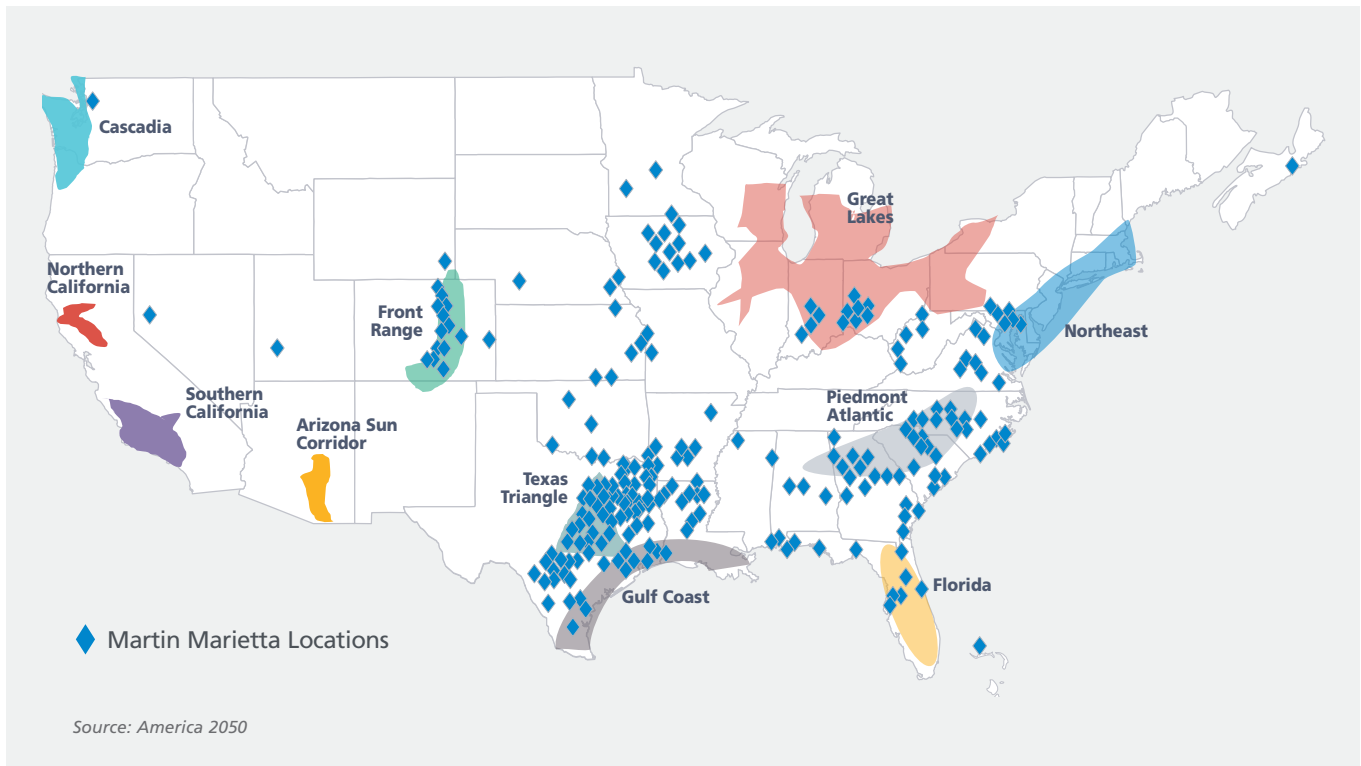 Cascadia
Great
Lakes
Northern
California
Front
Range
Northeast
Southern
California
Piedmont
Atlantic
Arizona Sun
Corridor
Texas
Triangle
Florida
Gulf Coast
Martin Marietta Locations
Source: America 2050